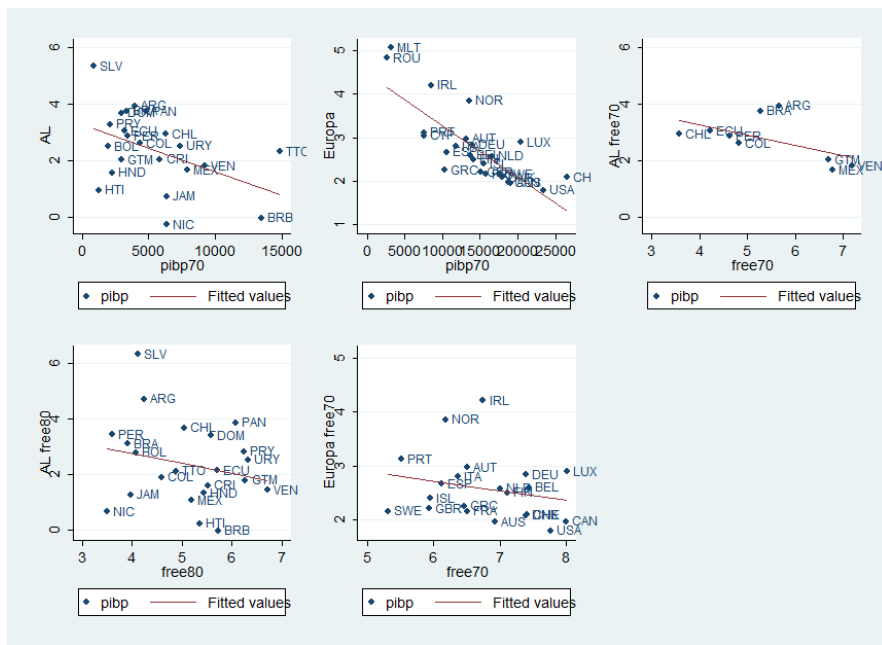 AL
0 2 4 6
SLV
ARG
PAN
DOM
PRY
ECU
PER
CHL
BOL
COL
URY
GTM
CRI
TTO
HND
VEN
MEX
HTI
JAM
NIC
BRB
0 5000 10000 15000
pibp70
pibp Fitted values
Europa
1 2 3 4 5
MLT
ROU
IRL
NOR
PRT
AUT
LUX
DEU
ESP
NLD
GRC
USA
CH
0 5000 10000 15000 20000 25000
pibp70
pibp Fitted values
AL free70
0 2 4 6
ARG
BRA
CHL
ECU
PER
COL
GTM
MEX
VEN
3 4 5 6 7
free70
pibp Fitted values
AL free80
0 2 4 6
SLV
ARG
PAN
PER
CHL
DOM
BRA
BOL
PRY
URY
TTO
ECU
COL
GTM
CRI
VEN
JAM
HND
MEX
NIC
HTI
BRB
3 4 5 6 7
free80
pibp Fitted values
Europa free70
2 3 4 5
IRL
NOR
PRT
AUT
ITA
DEU
LUX
ESP
NLD
BEL
ISL
SWE
GBR
GRC
FRA
AUS
CAN
USA
5 6 7 8
free70
pibp Fitted values